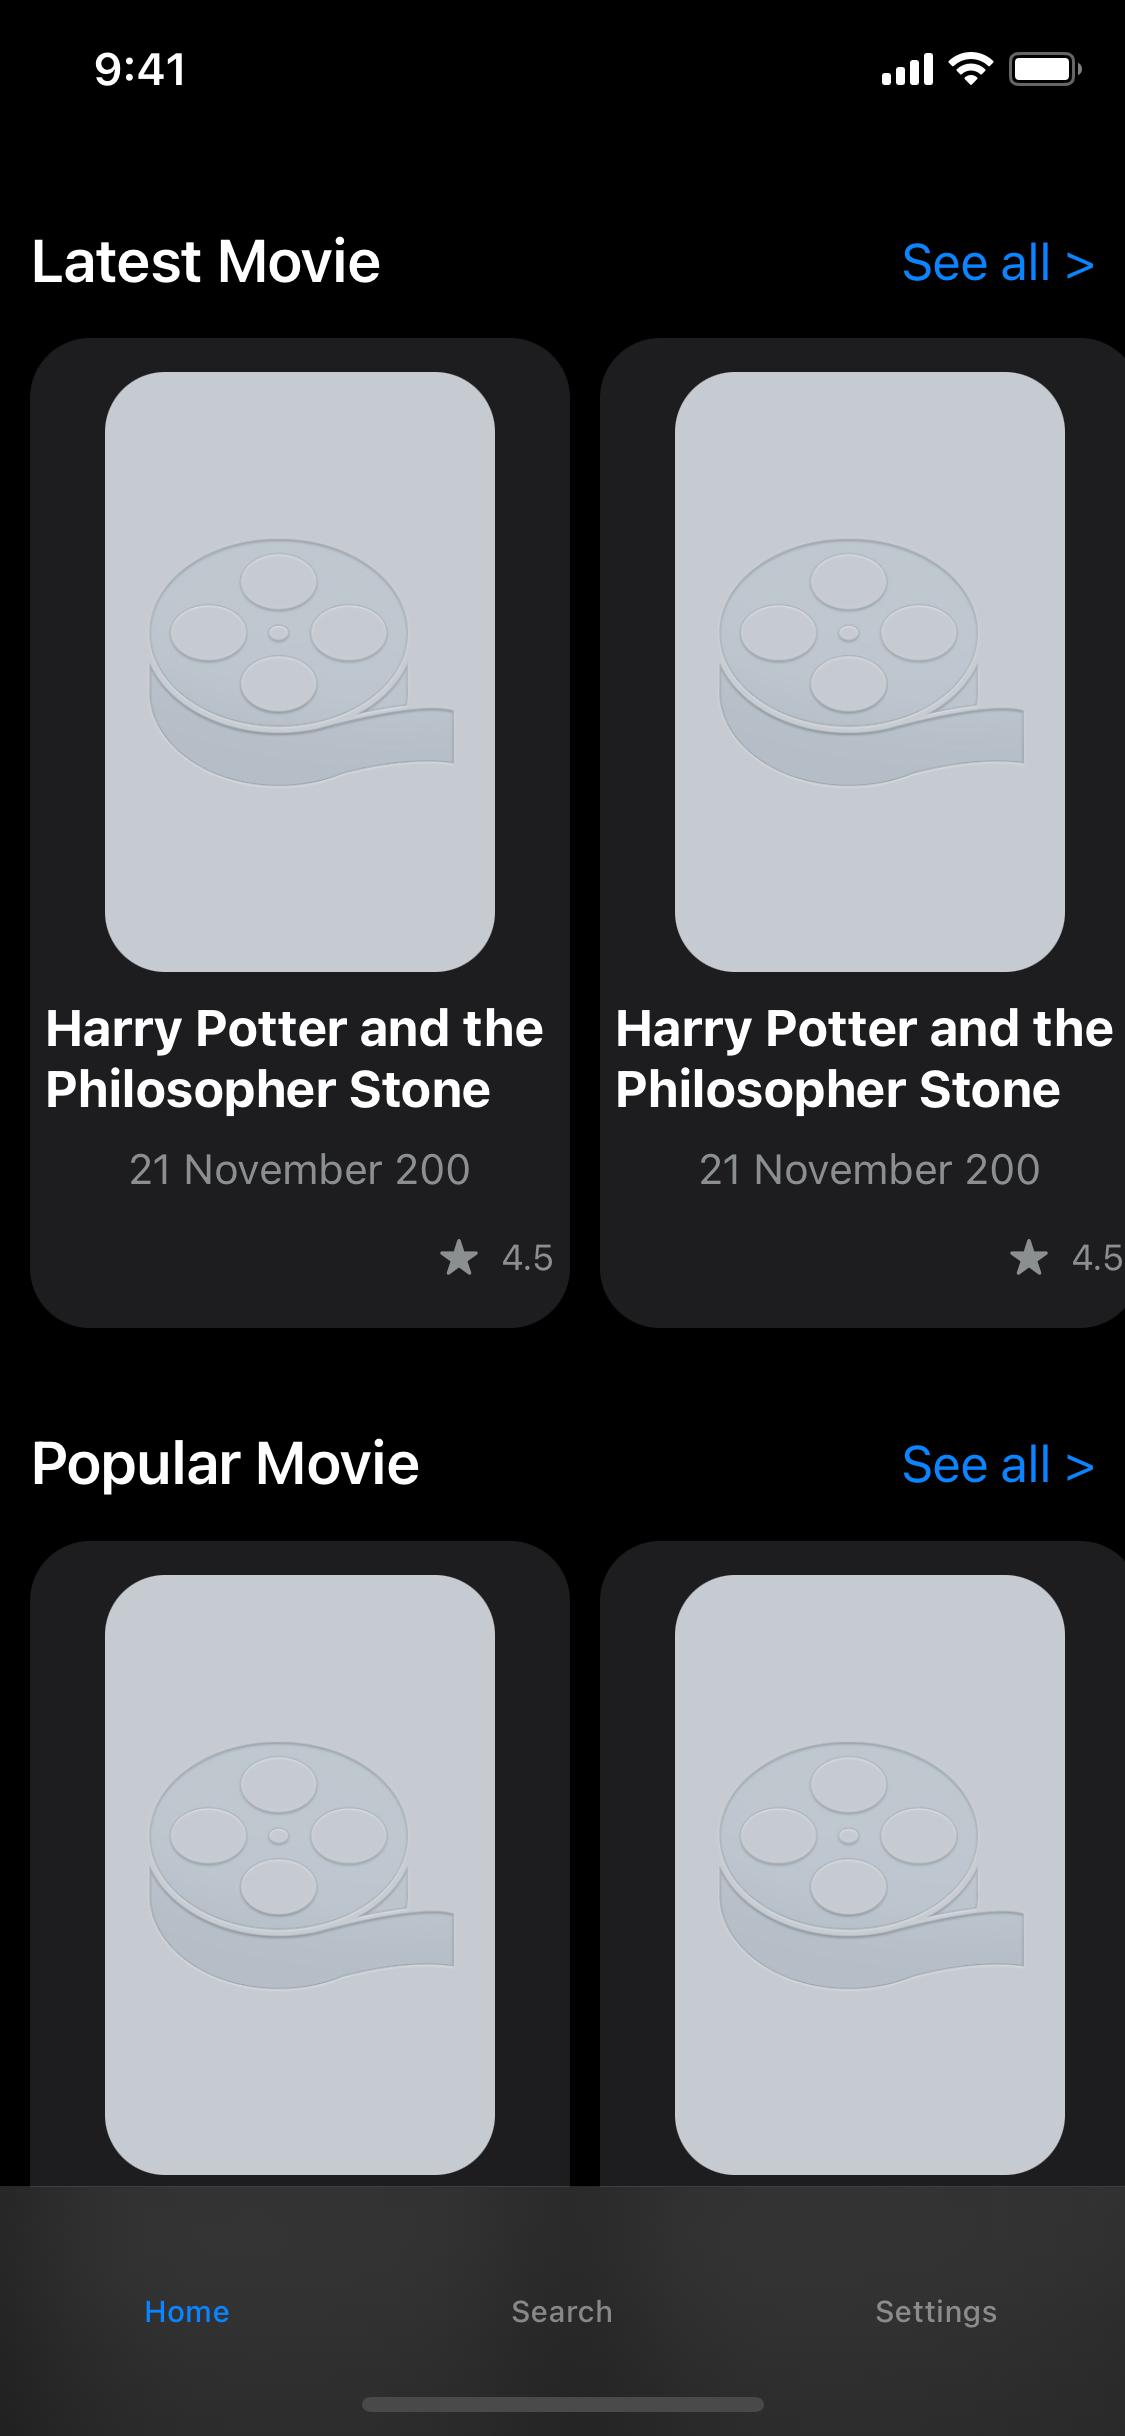 9:41
Latest Movie
See all >
Harry Potter and the
Philosopher Stone
21 November 200
4.5
Harry Potter and the
Philosopher Stone
21 November 200
4.5
Popular Movie
See all >
Home
Search
Settings